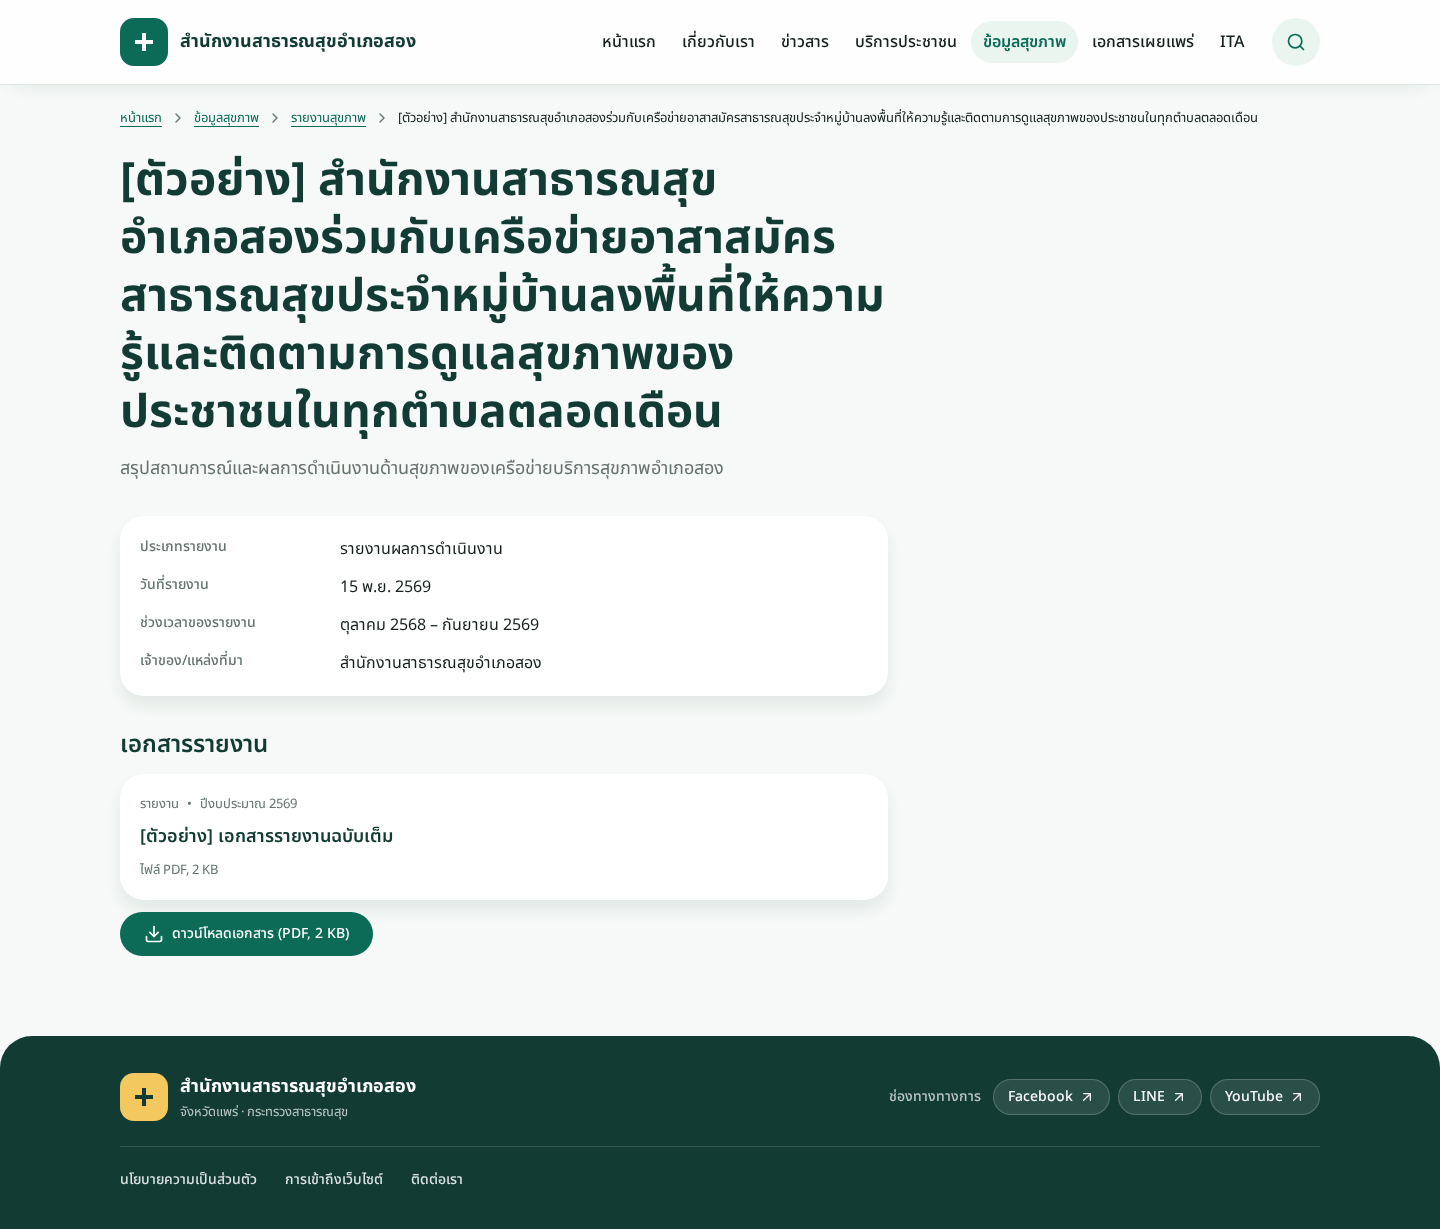 สำนักงานสาธารณสุขอำเภอสอง
หน้าแรก
เกี่ยวกับเรา
ข่าวสาร
บริการประชาชน
ข้อมูลสุขภาพ
เอกสารเผยแพร่
ITA
หน้าแรก > ข้อมูลสุขภาพ > รายงานสุขภาพ > [ตัวอย่าง] สำนักงานสาธารณสุขอำเภอสองร่วมกับเครือข่ายอาสาสมัครสาธารณสุขประจำหมู่บ้านลงพื้นที่ให้ความรู้และติดตามการดูแลสุขภาพของประชาชนในทุกตำบลตลอดเดือน
[ตัวอย่าง] สำนักงานสาธารณสุข
อำเภอสองร่วมกับเครือข่ายอาสาสมัคร
สาธารณสุขประจำหมู่บ้านลงพื้นที่ให้ความ
รู้และติดตามการดูแลสุขภาพของ
ประชาชนในทุกตำบลตลอดเดือน
สรุปสถานการณ์และผลการดำเนินงานด้านสุขภาพของเครือข่ายบริการสุขภาพอำเภอสอง
ประเภทรายงาน รายงานผลการดำเนินงาน
วันที่รายงาน 15 พ.ย. 2569
ช่วงเวลาของรายงาน ตุลาคม 2568 – กันยายน 2569
เจ้าของ/แหล่งที่มา สำนักงานสาธารณสุขอำเภอสอง
เอกสารรายงาน
รายงาน • ปีงบประมาณ 2569
[ตัวอย่าง] เอกสารรายงานฉบับเต็ม
ไฟล์ PDF, 2 KB
ดาวน์โหลดเอกสาร (PDF, 2 KB)
สำนักงานสาธารณสุขอำเภอสอง
จังหวัดแพร่ · กระทรวงสาธารณสุข
ช่องทางทางการ
Facebook
LINE
YouTube
นโยบายความเป็นส่วนตัว
การเข้าถึงเว็บไซต์
ติดต่อเรา